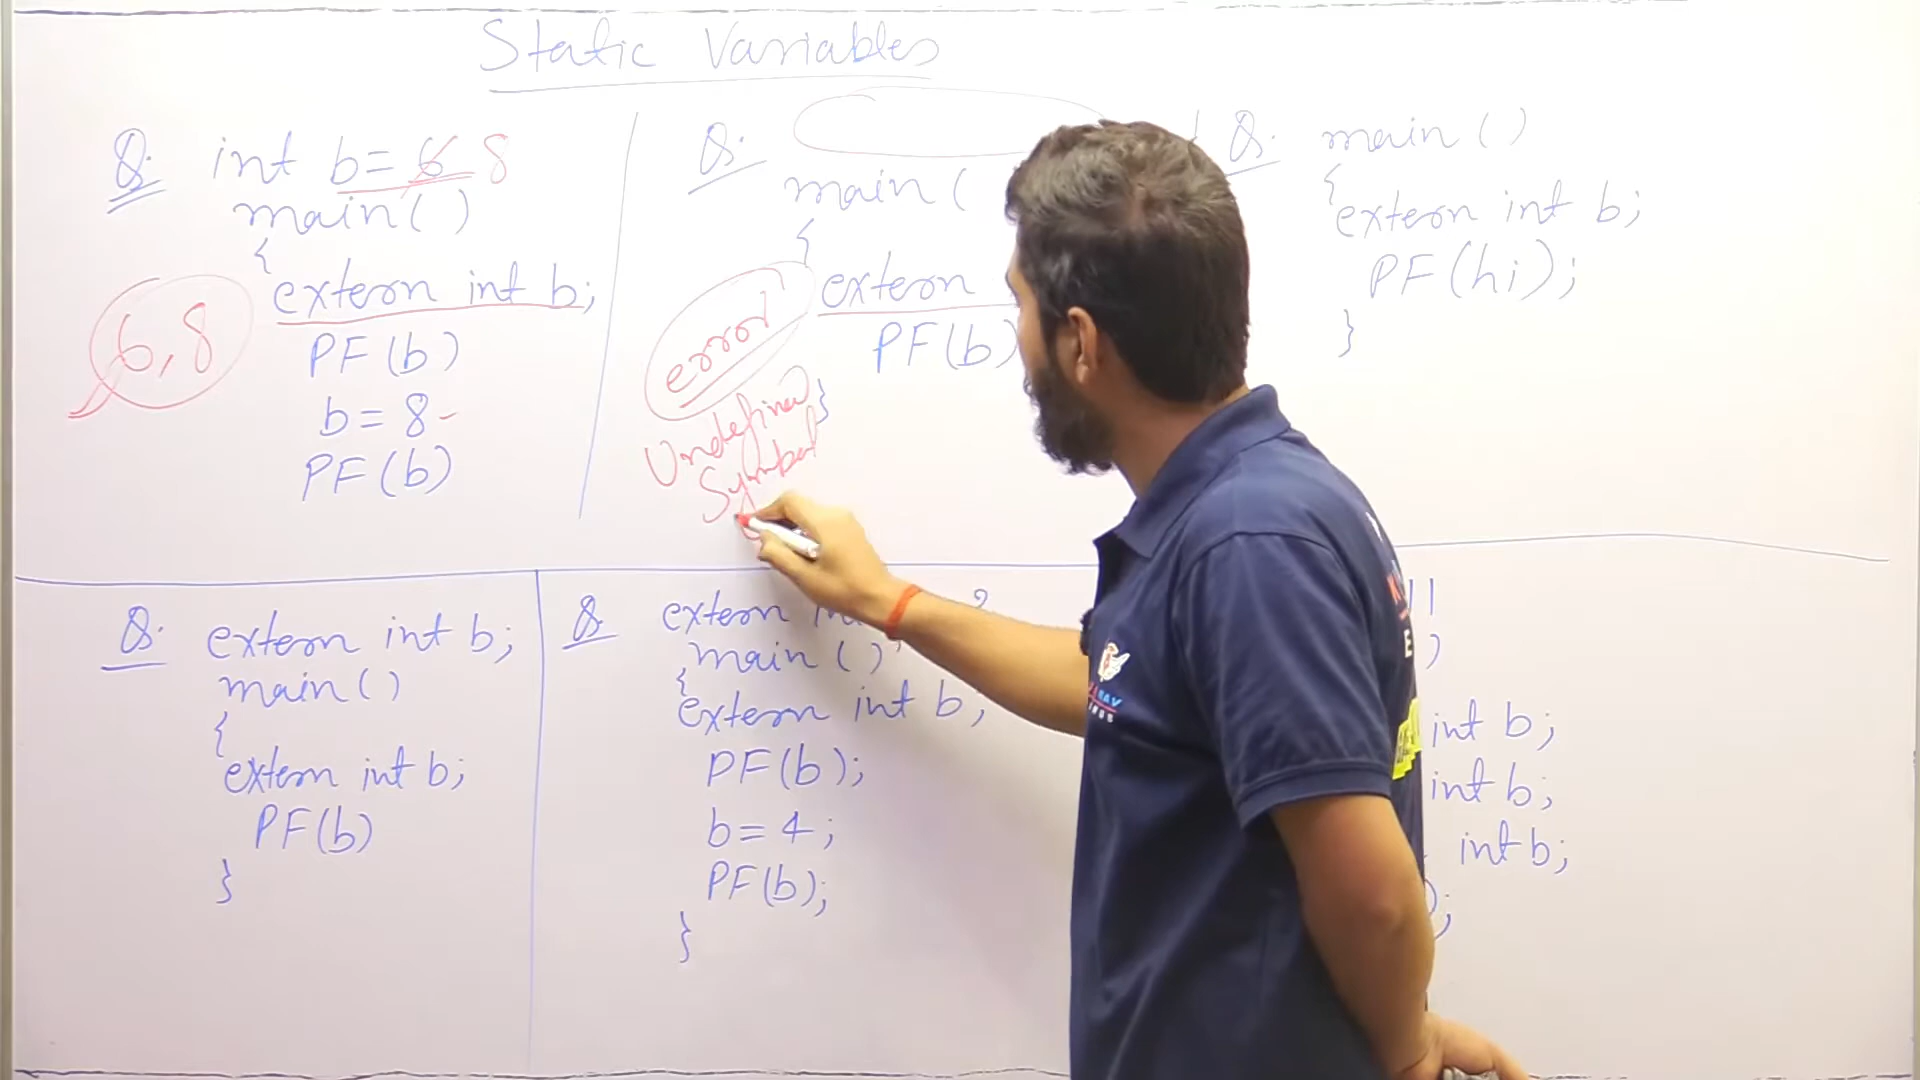 Static Variables
Q. int b = 6 8
main( )
{
extern int b;
6,8
PF(b)
b = 8
PF(b)
Q.
main (
{
extern
error
PF(b)
}
Undefined
Symbol
Q. main ( )
{
extern int b;
PF(hi);
}
Q. extern int b;
main ( )
{
extern int b;
PF(b)
}
Q. extern
main ( )
{
extern int b;
PF(b);
b = 4 ;
PF(b);
}
)
int b;
int b;
int b;
);